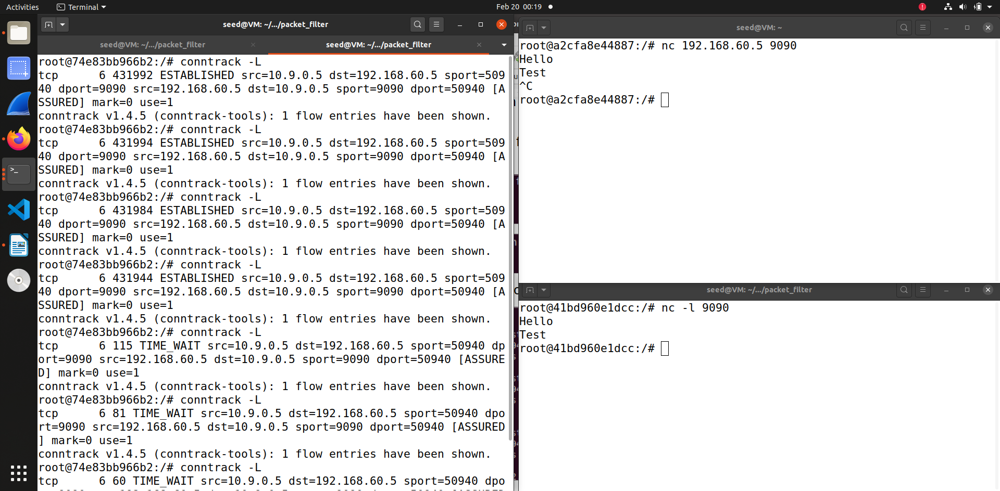 Activities
Terminal
Feb 20 00:19
seed@VM: ~/.../packet_filter
seed@VM: ~/.../packet_filter
seed@VM: ~/.../packet_filter
root@74e83bb966b2:/# conntrack -L
tcp      6 431992 ESTABLISHED src=10.9.0.5 dst=192.168.60.5 sport=509
40 dport=9090 src=192.168.60.5 dst=10.9.0.5 sport=9090 dport=50940 [A
SSURED] mark=0 use=1
conntrack v1.4.5 (conntrack-tools): 1 flow entries have been shown.
root@74e83bb966b2:/# conntrack -L
tcp      6 431994 ESTABLISHED src=10.9.0.5 dst=192.168.60.5 sport=509
40 dport=9090 src=192.168.60.5 dst=10.9.0.5 sport=9090 dport=50940 [A
SSURED] mark=0 use=1
conntrack v1.4.5 (conntrack-tools): 1 flow entries have been shown.
root@74e83bb966b2:/# conntrack -L
tcp      6 431984 ESTABLISHED src=10.9.0.5 dst=192.168.60.5 sport=509
40 dport=9090 src=192.168.60.5 dst=10.9.0.5 sport=9090 dport=50940 [A
SSURED] mark=0 use=1
conntrack v1.4.5 (conntrack-tools): 1 flow entries have been shown.
root@74e83bb966b2:/# conntrack -L
tcp      6 431944 ESTABLISHED src=10.9.0.5 dst=192.168.60.5 sport=509
40 dport=9090 src=192.168.60.5 dst=10.9.0.5 sport=9090 dport=50940 [A
SSURED] mark=0 use=1
conntrack v1.4.5 (conntrack-tools): 1 flow entries have been shown.
root@74e83bb966b2:/# conntrack -L
tcp      6 115 TIME_WAIT src=10.9.0.5 dst=192.168.60.5 sport=50940 dp
ort=9090 src=192.168.60.5 dst=10.9.0.5 sport=9090 dport=50940 [ASSURE
D] mark=0 use=1
conntrack v1.4.5 (conntrack-tools): 1 flow entries have been shown.
root@74e83bb966b2:/# conntrack -L
tcp      6 81 TIME_WAIT src=10.9.0.5 dst=192.168.60.5 sport=50940 dpo
rt=9090 src=192.168.60.5 dst=10.9.0.5 sport=9090 dport=50940 [ASSURED
] mark=0 use=1
conntrack v1.4.5 (conntrack-tools): 1 flow entries have been shown.
root@74e83bb966b2:/# conntrack -L
tcp      6 60 TIME_WAIT src=10.9.0.5 dst=192.168.60.5 sport=50940 dpo
seed@VM: ~
root@a2cfa8e44887:/# nc 192.168.60.5 9090
Hello
Test
^C
root@a2cfa8e44887:/#
seed@VM: ~/.../packet_filter
root@41bd960e1dcc:/# nc -l 9090
Hello
Test
root@41bd960e1dcc:/#